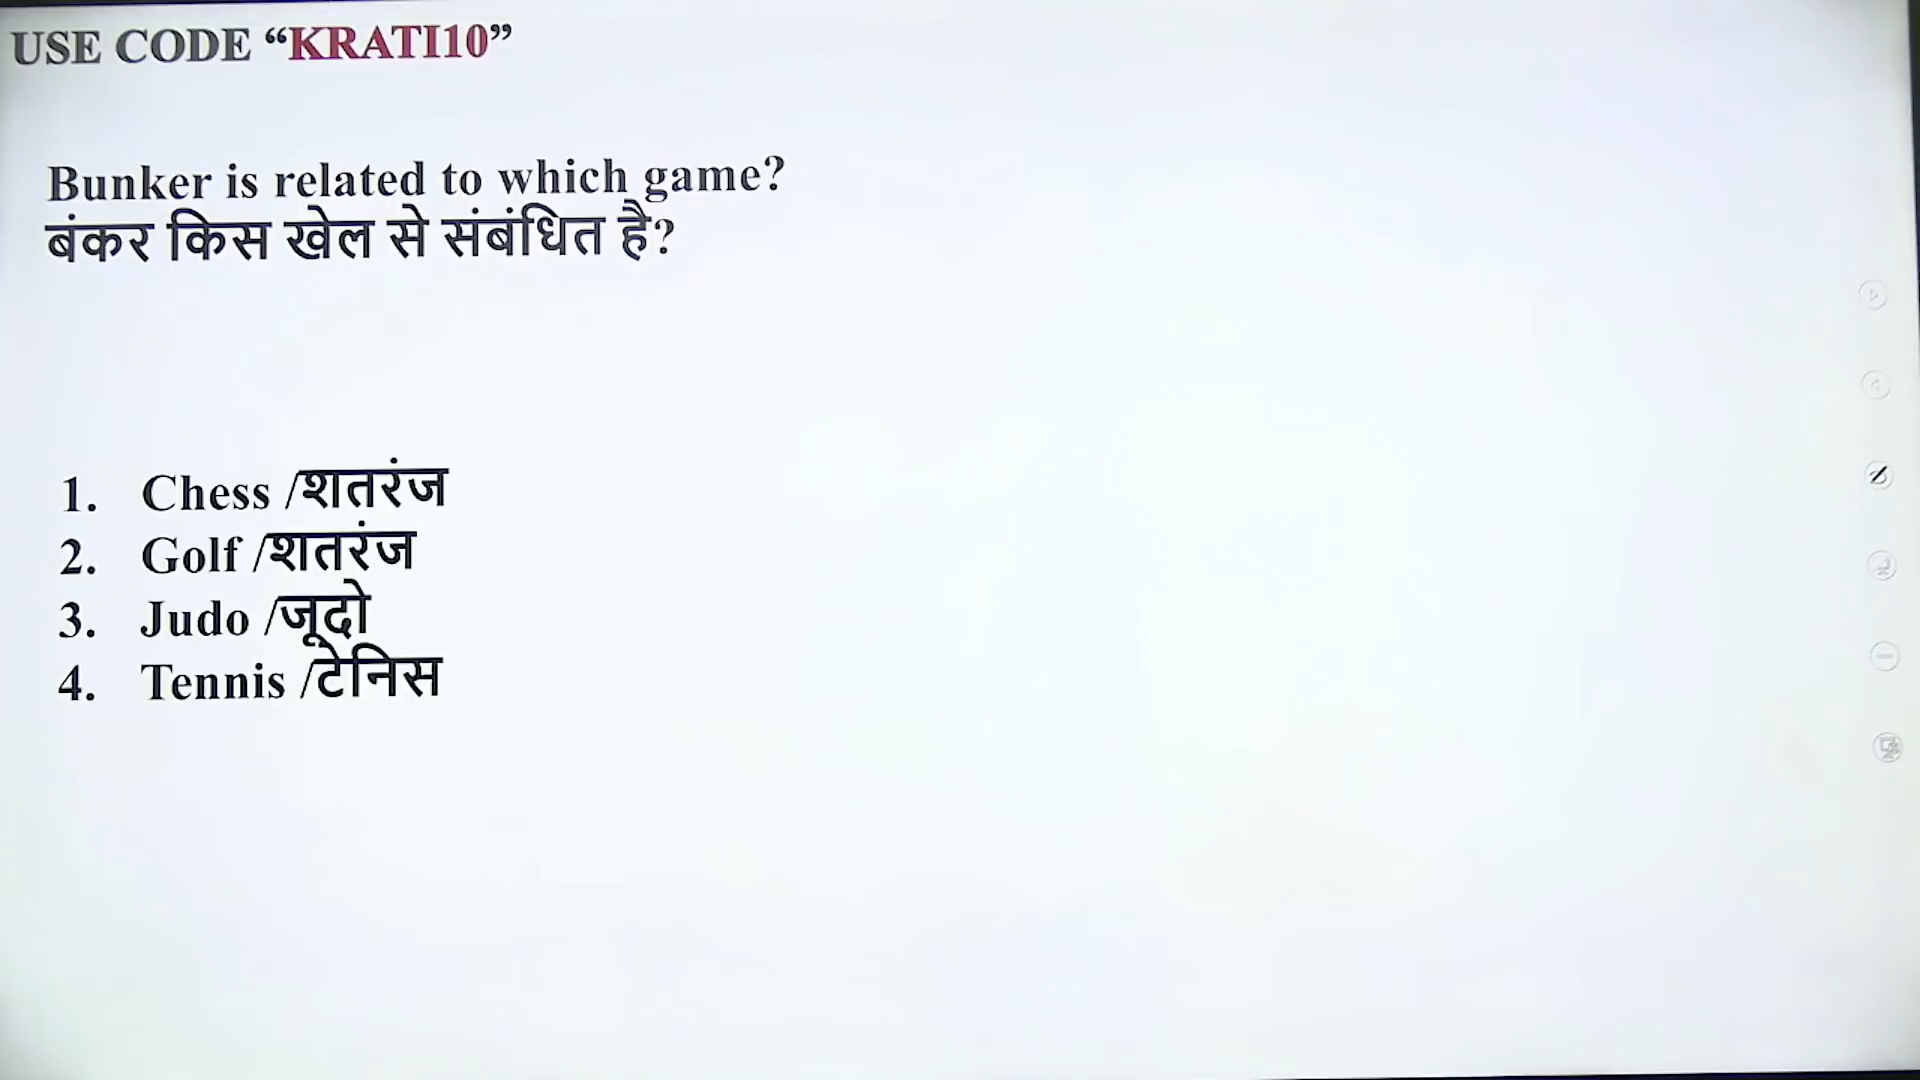 USE CODE “KRATI10”
Bunker is related to which game?
बंकर किस खेल से संबंधित है?
1. Chess /शतरंज
2. Golf /शतरंज
3. Judo /जूदो
4. Tennis /टेनिस